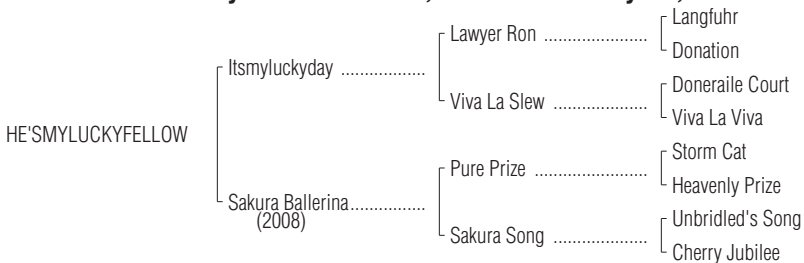 Langfuhr
Lawyer Ron ..................
Donation
Itsmyluckyday ..................
Doneraile Court
Viva La Slew ..................
Viva La Viva
HE'SMYLUCKYFELLOW
Storm Cat
Pure Prize ..................
Heavenly Prize
Sakura Ballerina................
(2008)
Unbridled's Song
Sakura Song ..................
Cherry Jubilee